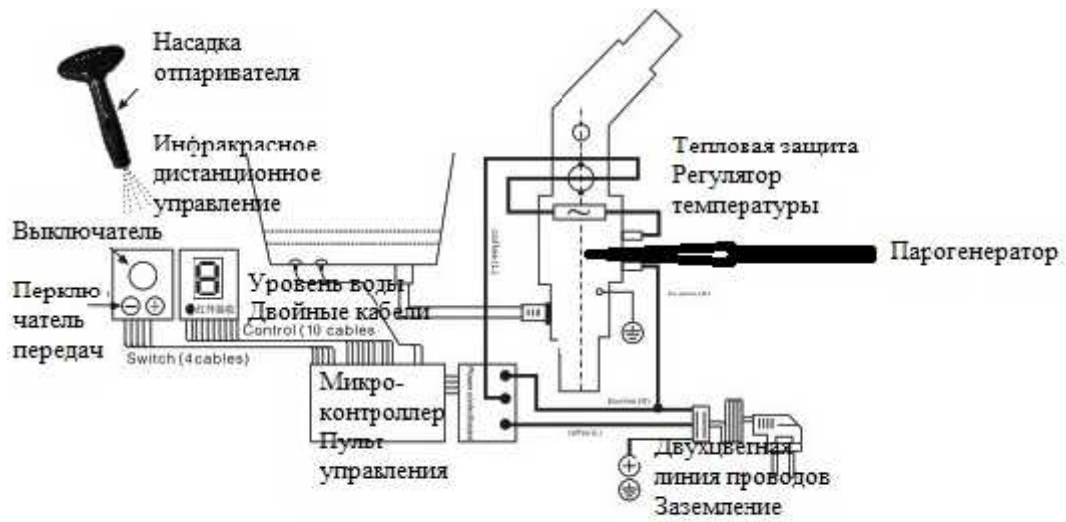 Насадка
отпаривателя
Инфракрасное
дистанционное
управление
Выключатель
Перклю
чатель
передач
Switch (4cables)
Control (10 cables
Уровень воды
Двойные кабели
Микро-
контроллер
Пульт
управления
Тепловая защита
Регулятор
температуры
Парогенератор
Двухцветная
линия проводов
Заземление